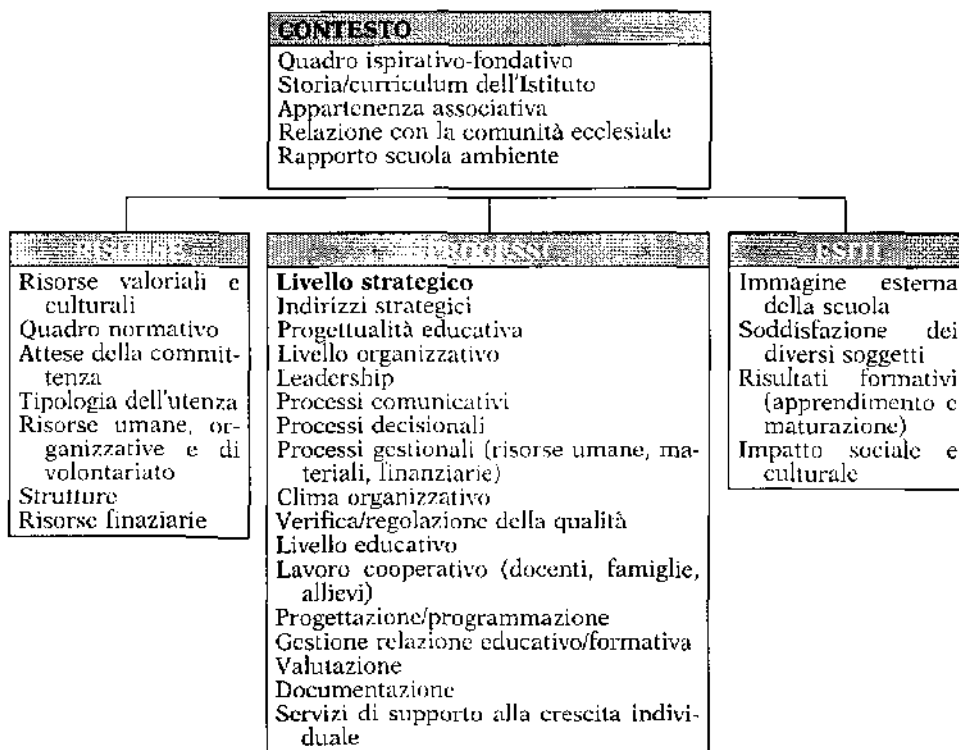 CONTESTO
Quadro ispirativo-fondativo
Storia/curriculum dell'Istituto
Appartenenza associativa
Relazione con la comunità ecclesiale
Rapporto scuola ambiente
RISORSE
Risorse valoriali e
culturali
Quadro normativo
Attese della commit-
tenza
Tipologia dell'utenza
Risorse umane, or-
ganizzative e di
volontariato
Strutture
Risorse finaziarie
PROCESSI
Livello strategico
Indirizzi strategici
Progettualità educativa
Livello organizzativo
Leadership
Processi comunicativi
Processi decisionali
Processi gestionali (risorse umane, ma-
teriali, finanziarie)
Clima organizzativo
Verifica/regolazione della qualità
Livello educativo
Lavoro cooperativo (docenti, famiglie,
allievi)
Progettazione/programmazione
Gestione relazione educativo/formativa
Valutazione
Documentazione
Servizi di supporto alla crescita indivi-
duale
ESITI
Immagine esterna
della scuola
Soddisfazione dei
diversi soggetti
Risultati formativi
(apprendimento e
maturazione)
Impatto sociale e
culturale